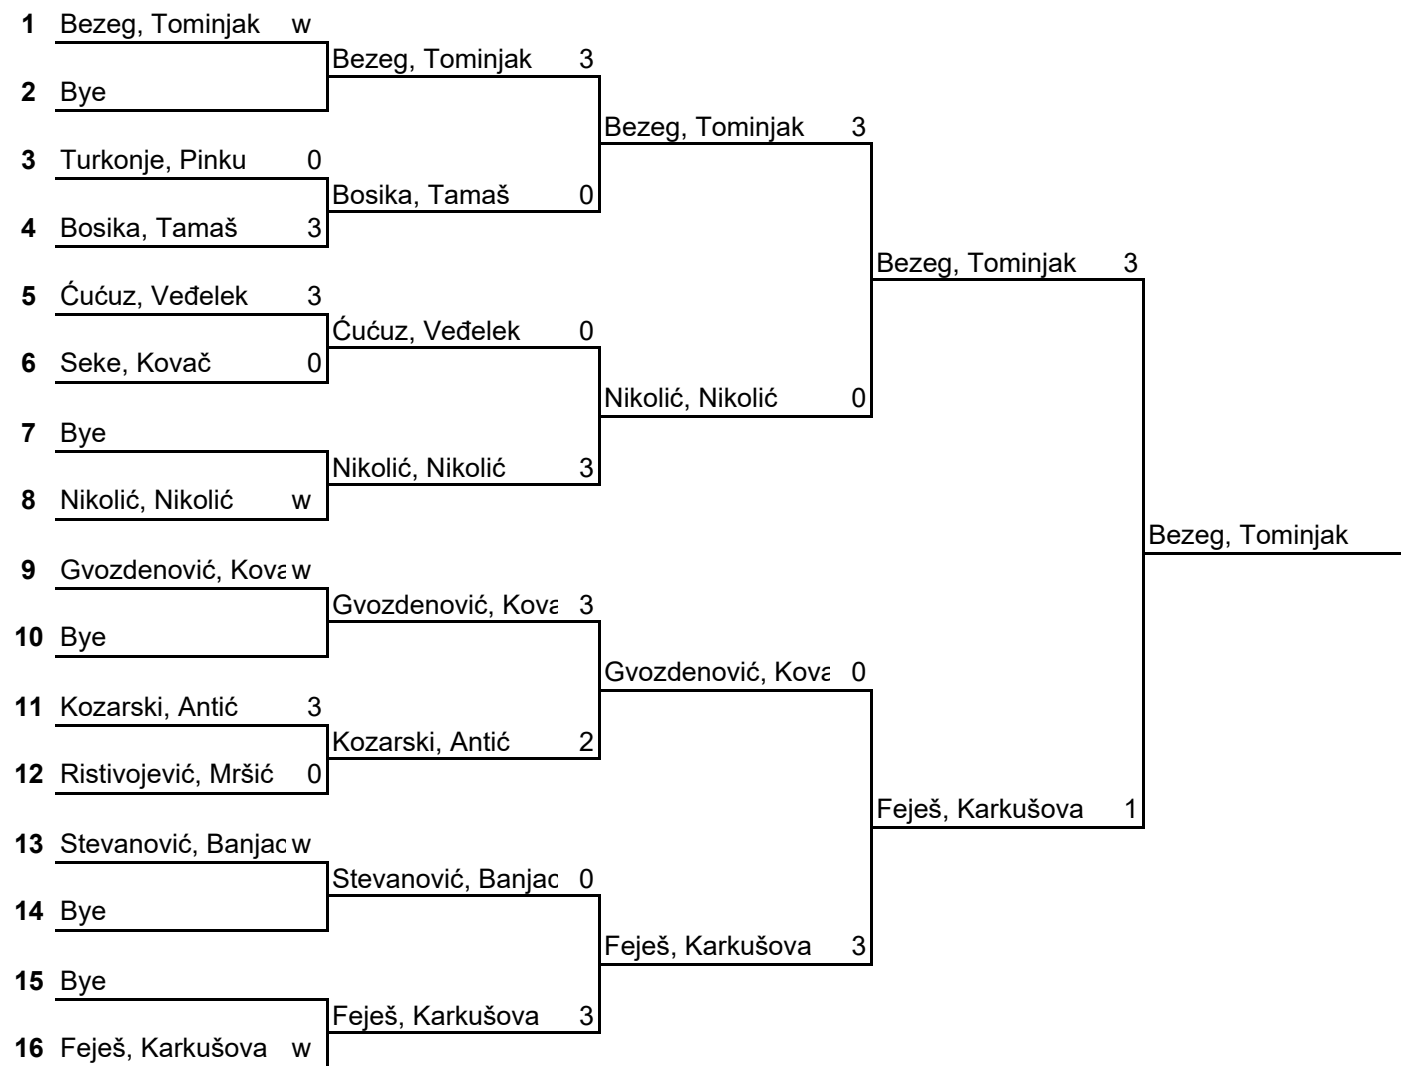 1 Bezeg, Tominjak w
Bezeg, Tominjak 3
2 Bye
Bezeg, Tominjak 3
3 Turkonje, Pinku 0
Bosika, Tamaš 0
4 Bosika, Tamaš 3
Bezeg, Tominjak 3
5 Ćućuz, Veđelek 3
Ćućuz, Veđelek 0
6 Seke, Kovač 0
Nikolić, Nikolić 0
7 Bye
Nikolić, Nikolić 3
8 Nikolić, Nikolić w
Bezeg, Tominjak
9 Gvozdenović, Kova w
Gvozdenović, Kova 3
10 Bye
Gvozdenović, Kova 0
11 Kozarski, Antić 3
Kozarski, Antić 2
12 Ristivojević, Mršić 0
Feješ, Karkušova 1
13 Stevanović, Banjac w
Stevanović, Banjac 0
14 Bye
Feješ, Karkušova 3
15 Bye
Feješ, Karkušova 3
16 Feješ, Karkušova w